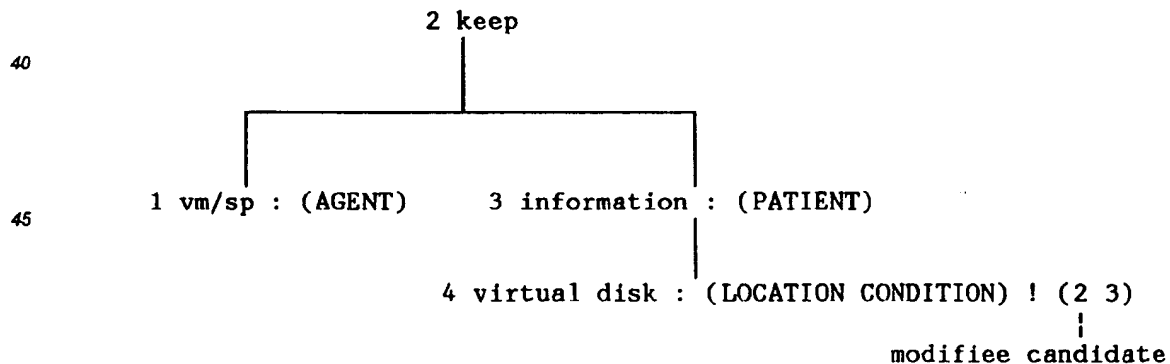 2 keep
40
1 vm/sp : (AGENT) 3 information : (PATIENT)
45
4 virtual disk : (LOCATION CONDITION) ! (2 3)
modifiee candidate